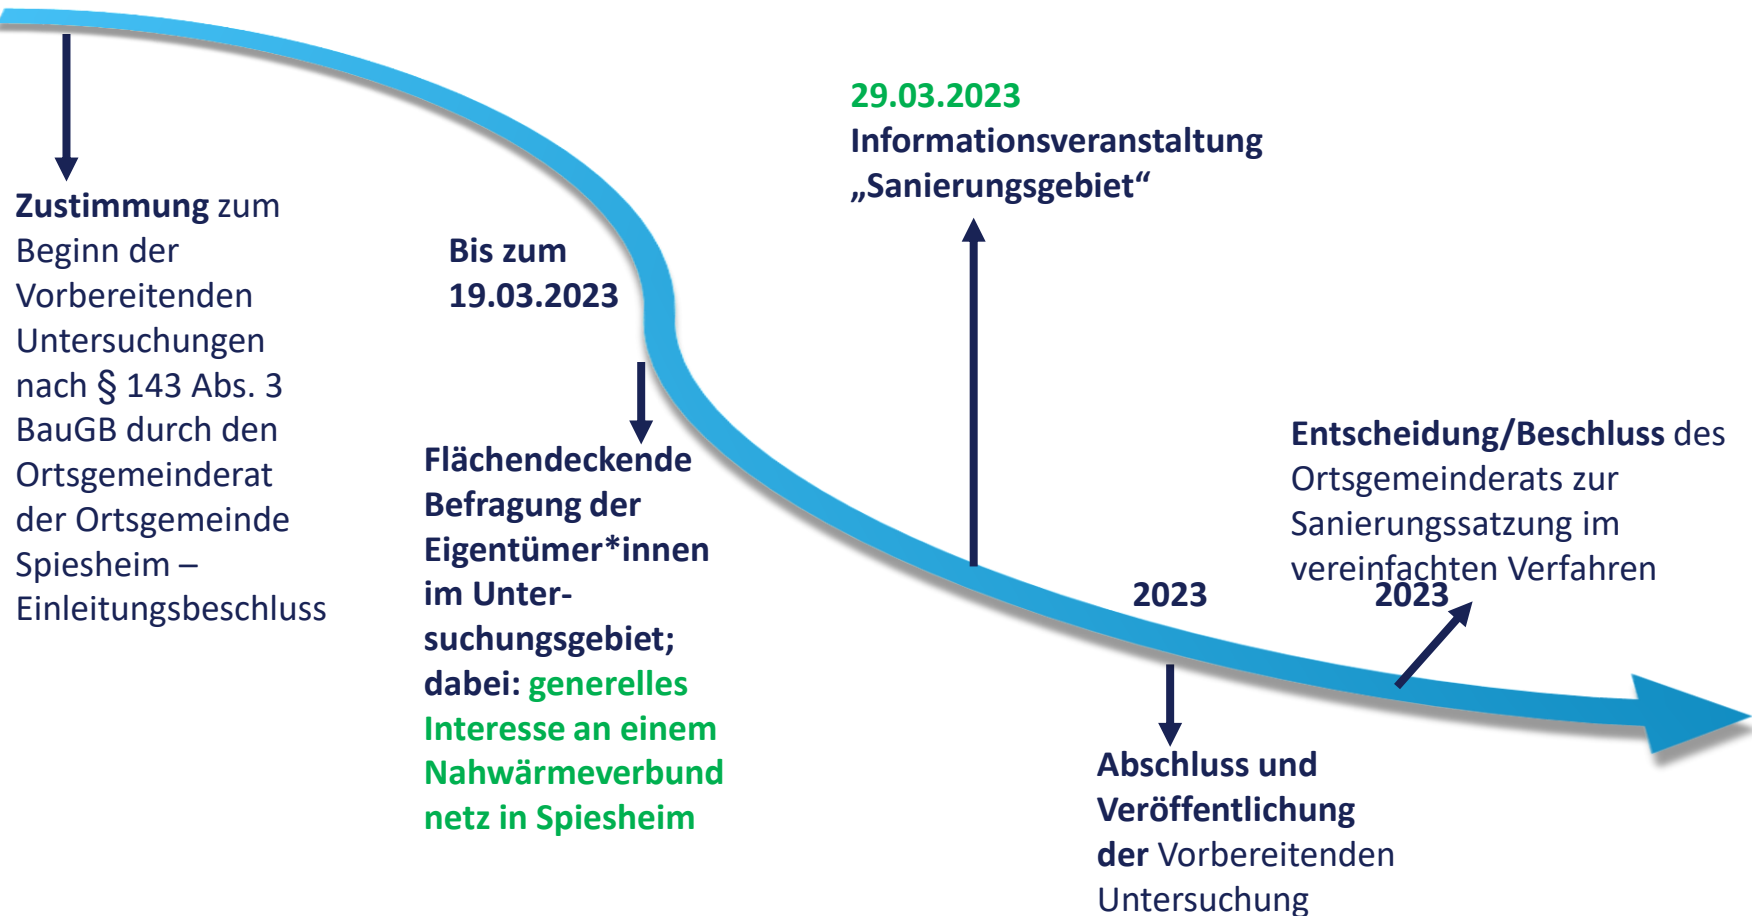 Zustimmung zum
Beginn der
Vorbereitenden
Untersuchungen
nach § 143 Abs. 3
BauGB durch den
Ortsgemeinderat
der Ortsgemeinde
Spiesheim –
Einleitungsbeschluss
Bis zum
19.03.2023
Flächendeckende
Befragung der
Eigentümer*innen
im Unter-
suchungsgebiet;
dabei: generelles
Interesse an einem
Nahwärmeverbund
netz in Spiesheim
29.03.2023
Informationsveranstaltung
„Sanierungsgebiet“
2023
Abschluss und
Veröffentlichung
der Vorbereitenden
Untersuchung
Entscheidung/Beschluss des
Ortsgemeinderats zur
Sanierungssatzung im
vereinfachten Verfahren
2023